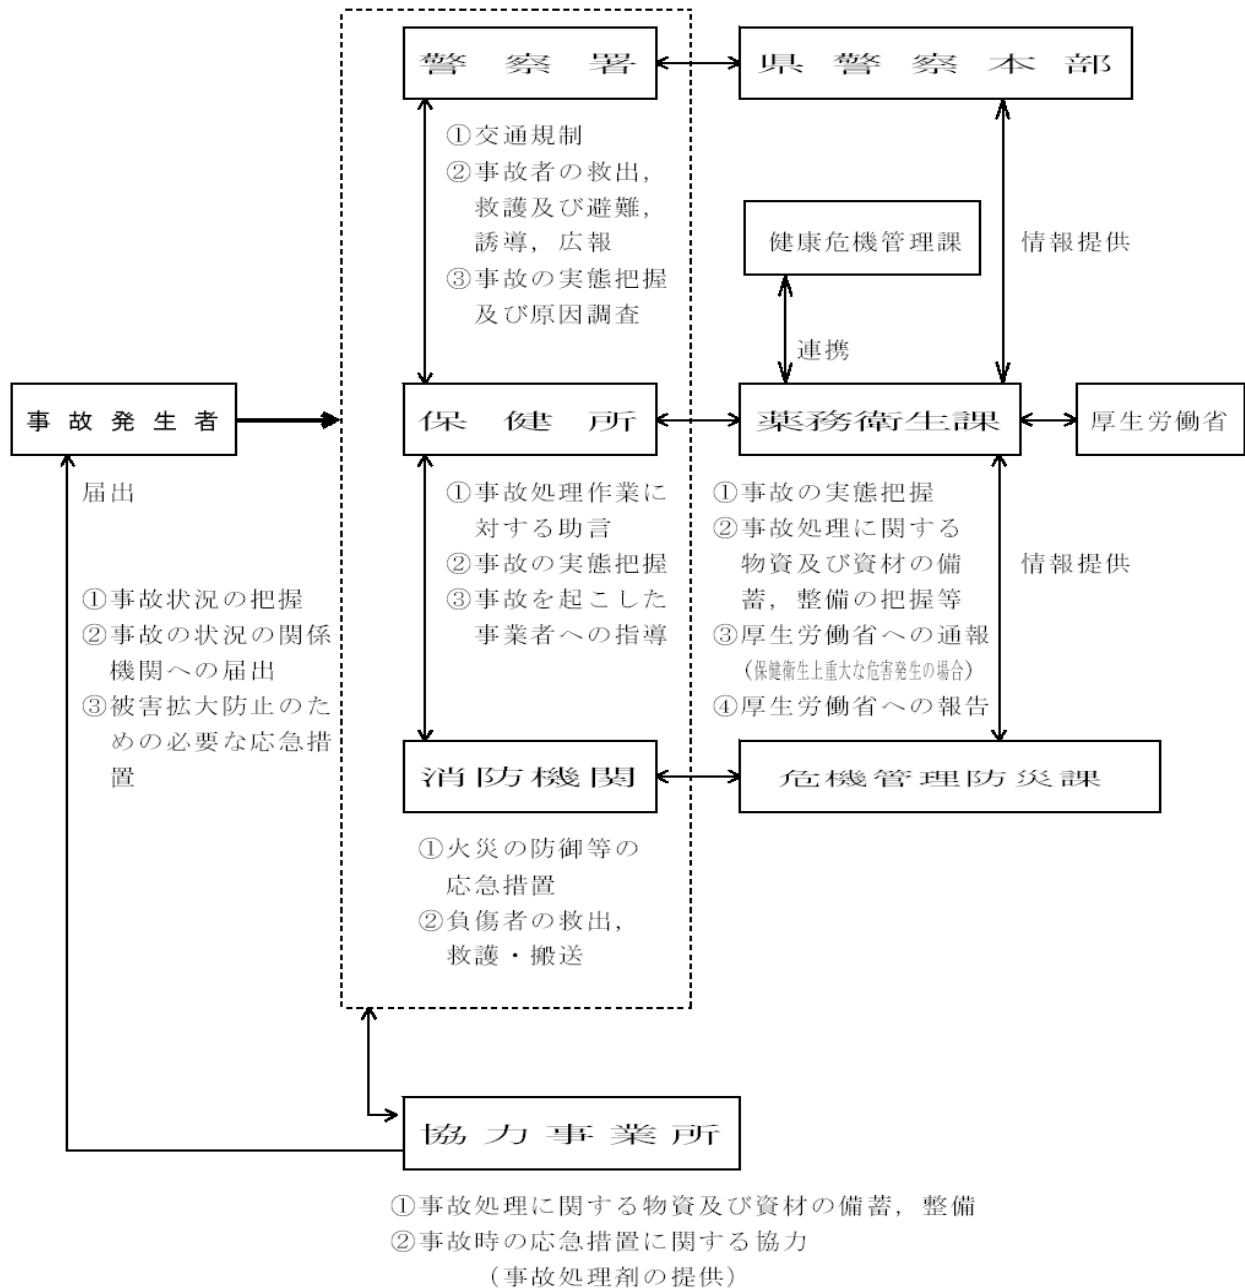 警察署
県警察本部
①交通規制
②事故者の救出，
救護及び避難，
誘導，広報
③事故の実態把握
及び原因調査
健康危機管理課
情報提供
連携
事故発生者
保健所
薬務衛生課
厚生労働省
届出
①事故状況の把握
②事故の状況の関係
機関への届出
③被害拡大防止のた
めの必要な応急措
置
①事故処理作業に
対する助言
②事故の実態把握
③事故を起こした
事業者への指導
①事故の実態把握
②事故処理に関する
物資及び資材の備
蓄，整備の把握等
③厚生労働省への通報
（保健衛生上重大な危害発生の場合）
④厚生労働省への報告
情報提供
消防機関
危機管理防災課
①火災の防御等の
応急措置
②負傷者の救出，
救護・搬送
協力事業所
①事故処理に関する物資及び資材の備蓄，整備
②事故時の応急措置に関する協力
（事故処理剤の提供）